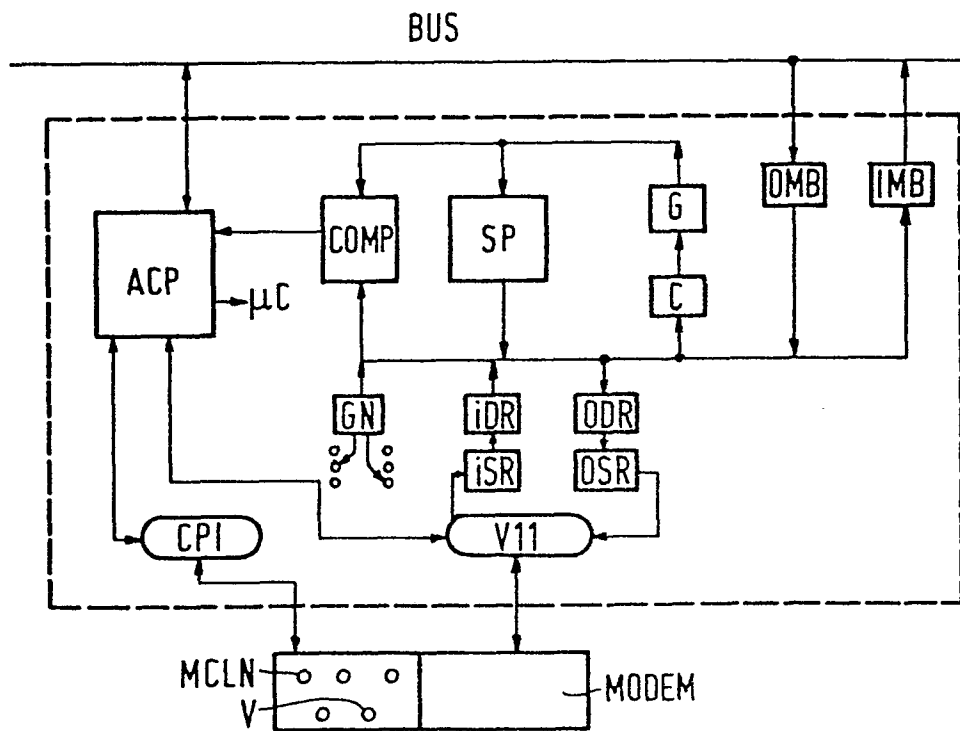 BUS
OMB
IMB
G
COMP
SP
ACP
C
μC
GN
iDR
ODR
iSR
OSR
CPI
V11
MCLN
V
MODEM